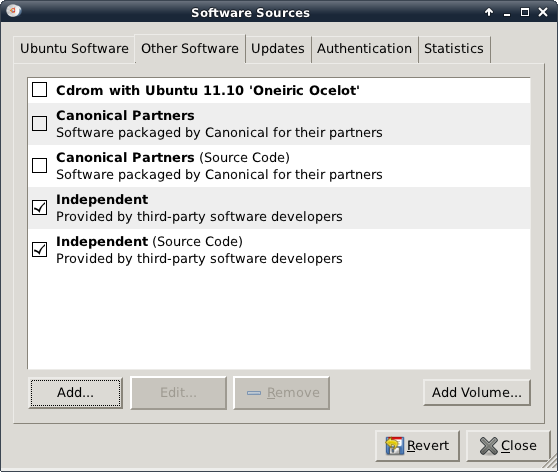 Software Sources
Ubuntu Software Other Software Updates Authentication Statistics
Cdrom with Ubuntu 11.10 'Oneiric Ocelot'
Canonical Partners
Software packaged by Canonical for their partners
Canonical Partners (Source Code)
Software packaged by Canonical for their partners
Independent
Provided by third-party software developers
Independent (Source Code)
Provided by third-party software developers
Add... Edit... Remove Add Volume...
Revert Close